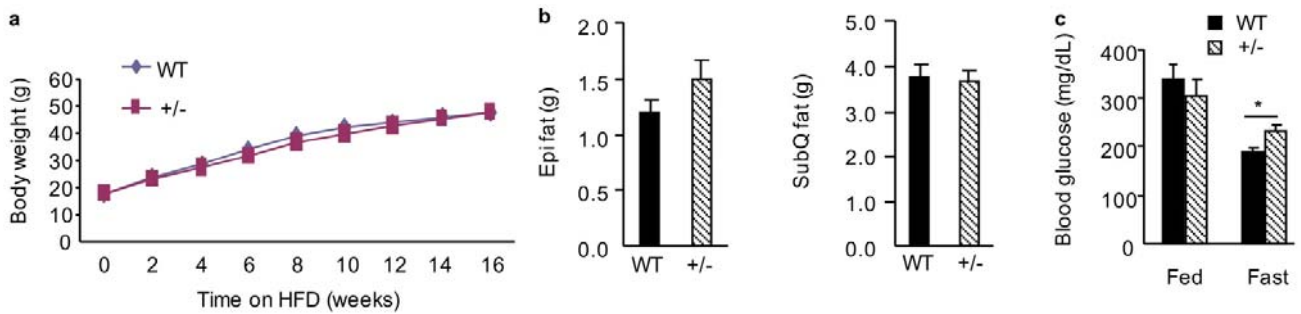 a
WT
+/-
Body weight (g)
60
50
40
30
20
10
0
0 2 4 6 8 10 12 14 16
Time on HFD (weeks)
b
Epi fat (g)
2.0
1.5
1.0
0.5
0.0
WT +/-
SubQ fat (g)
5.0
4.0
3.0
2.0
1.0
0.0
WT +/-
c
WT
+/-
Blood glucose (mg/dL)
400
300
200
100
0
*
Fed Fast